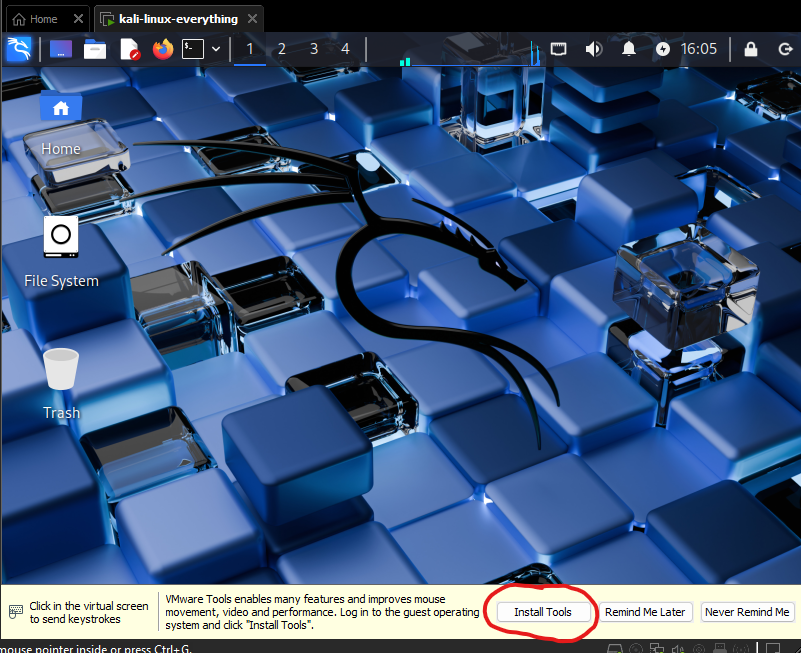 Home
kali-linux-everything
1 2 3 4
16:05
Home
File System
Trash
Click in the virtual screen
to send keystrokes
VMware Tools enables many features and improves mouse
movement, video and performance. Log in to the guest operating
system and click "Install Tools".
Install Tools
Remind Me Later
Never Remind Me
mouse pointer inside or press Ctrl+G.